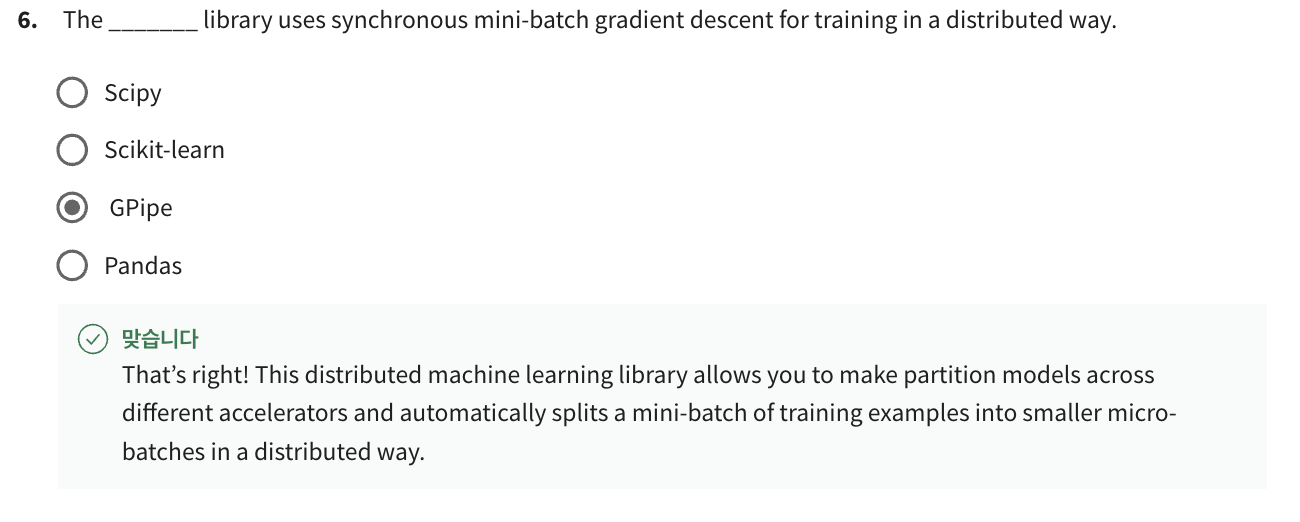 6. The _______ library uses synchronous mini-batch gradient descent for training in a distributed way.
Scipy
Scikit-learn
GPipe
Pandas
맞습니다
That’s right! This distributed machine learning library allows you to make partition models across
different accelerators and automatically splits a mini-batch of training examples into smaller micro-
batches in a distributed way.